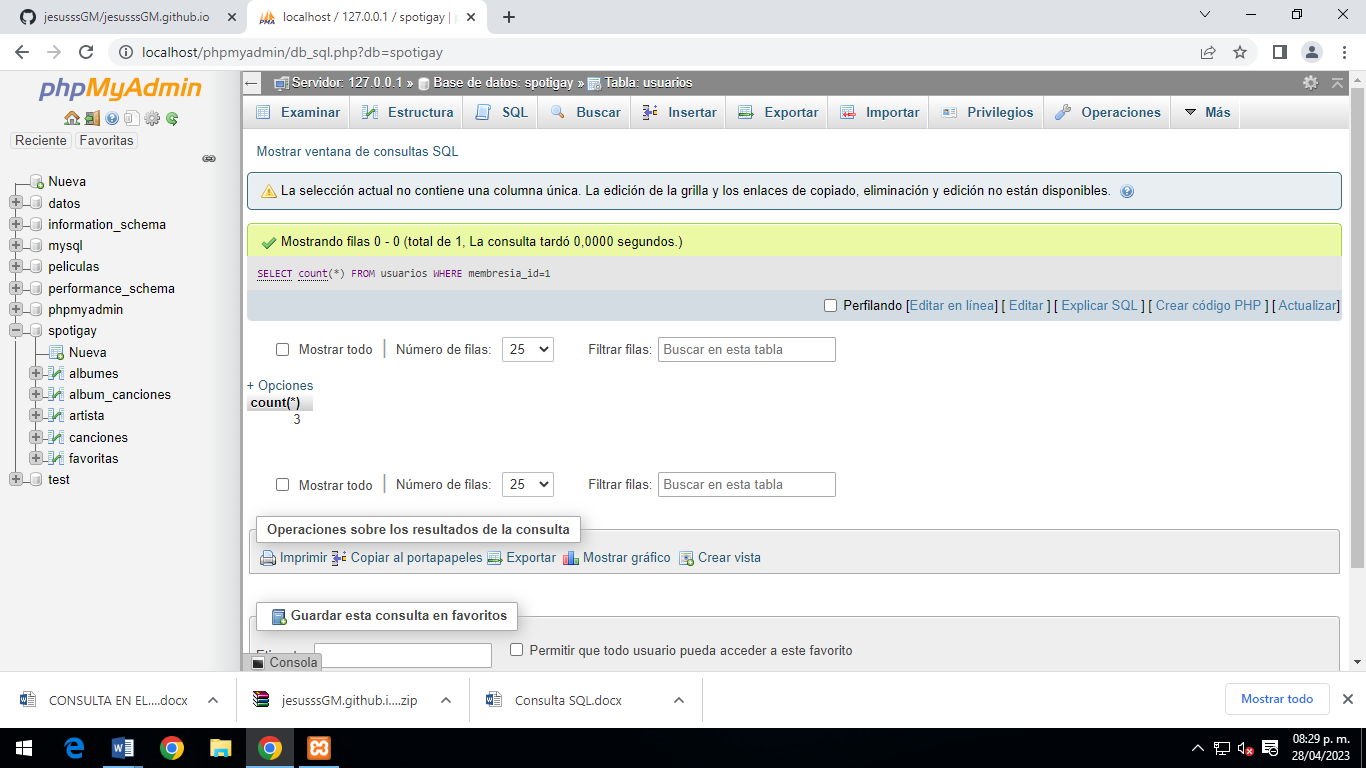 jesusssGM/jesusssGM.github.io
localhost / 127.0.0.1 / spotigay |
localhost/phpmyadmin/db_sql.php?db=spotigay
phpMyAdmin
Reciente Favoritas
Nueva
datos
information_schema
mysql
peliculas
performance_schema
phpmyadmin
spotigay
Nueva
albumes
album_canciones
artista
canciones
favoritas
test
Servidor: 127.0.0.1 » Base de datos: spotigay » Tabla: usuarios
Examinar Estructura SQL Buscar Insertar Exportar Importar Privilegios Operaciones Más
Mostrar ventana de consultas SQL
La selección actual no contiene una columna única. La edición de la grilla y los enlaces de copiado, eliminación y edición no están disponibles.
Mostrando filas 0 - 0 (total de 1, La consulta tardó 0,0000 segundos.)
SELECT count(*) FROM usuarios WHERE membresia_id=1
Perfilando [Editar en línea] [ Editar ] [ Explicar SQL ] [ Crear código PHP ] [ Actualizar]
Mostrar todo | Número de filas: 25 Filtrar filas: Buscar en esta tabla
+ Opciones
count(*)
3
Mostrar todo | Número de filas: 25 Filtrar filas: Buscar en esta tabla
Operaciones sobre los resultados de la consulta
Imprimir Copiar al portapapeles Exportar Mostrar gráfico Crear vista
Guardar esta consulta en favoritos
Permitir que todo usuario pueda acceder a este favorito
Consola
CONSULTA EN EL....docx jesusssGM.github.i....zip Consulta SQL.docx Mostrar todo
08:29 p. m.
28/04/2023